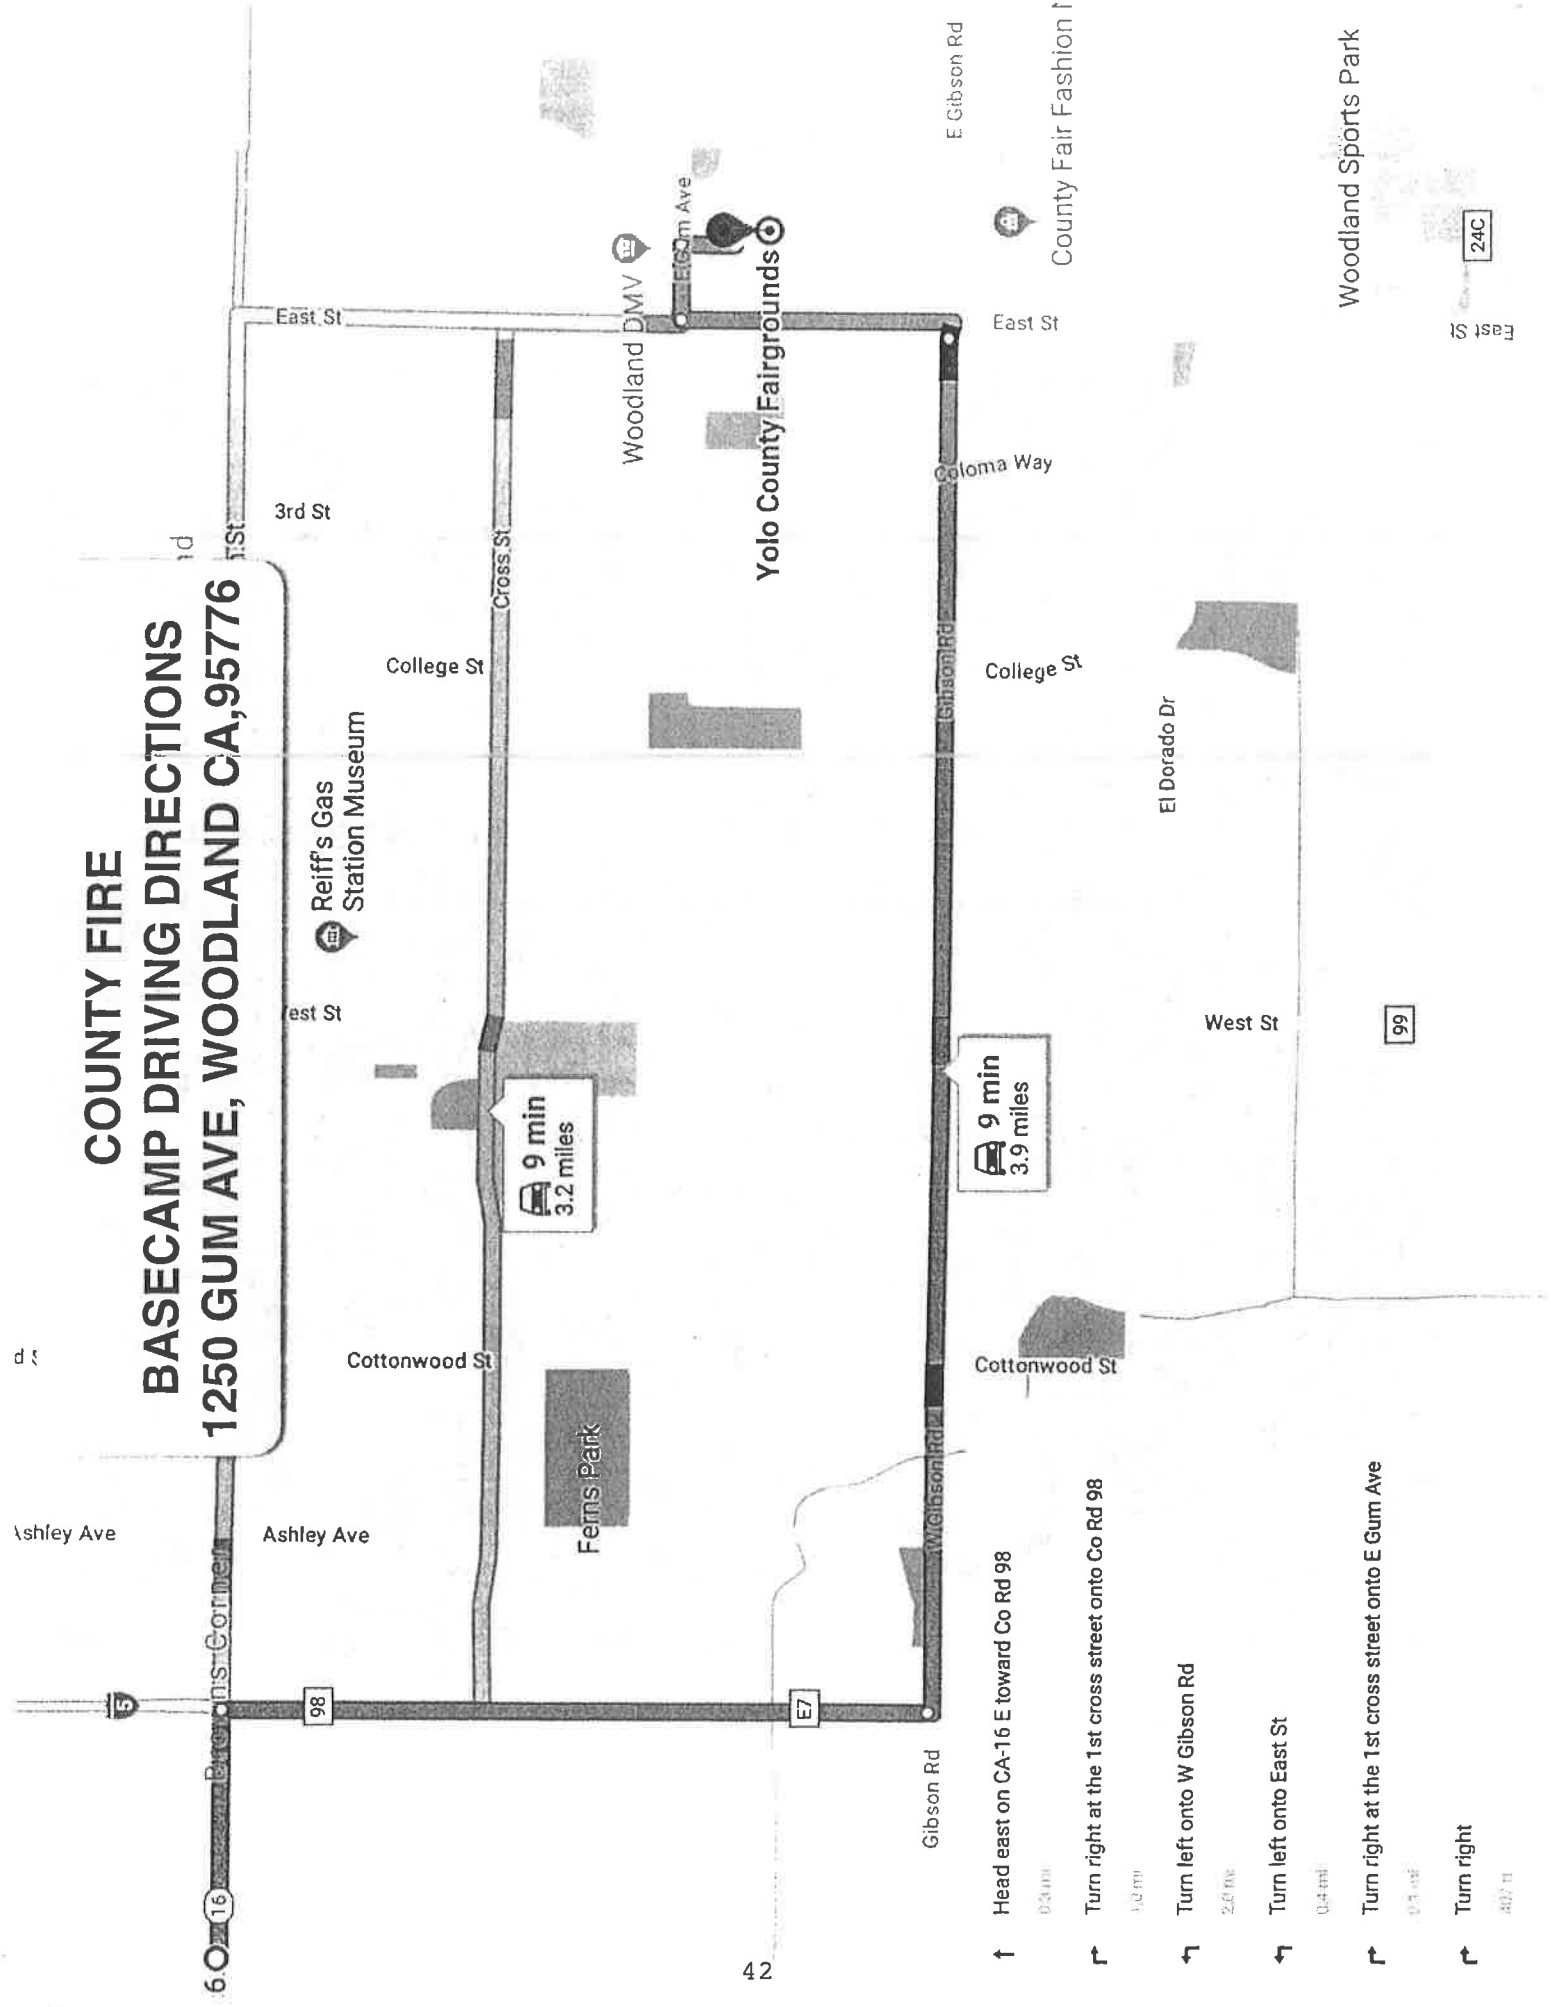 COUNTY FIRE
BASECAMP DRIVING DIRECTIONS
1250 GUM AVE, WOODLAND CA,95776
Ashley Ave
Ashley Ave
5
16
98
E7
Cottonwood St
Reiff's Gas
Station Museum
College St
3rd St
East St
Cross St
9 min
3.2 miles
Ferns Park
Woodland DMV
E Gum Ave
Yolo County Fairgrounds
E Gibson Rd
County Fair Fashion
East St
Coloma Way
Gibson Rd
College St
9 min
3.9 miles
W Gibson Rd
Cottonwood St
Gibson Rd
El Dorado Dr
West St
99
Woodland Sports Park
24C
East St
Head east on CA-16 E toward Co Rd 98
Turn right at the 1st cross street onto Co Rd 98
Turn left onto W Gibson Rd
Turn left onto East St
0.4 mi
Turn right at the 1st cross street onto E Gum Ave
Turn right
42